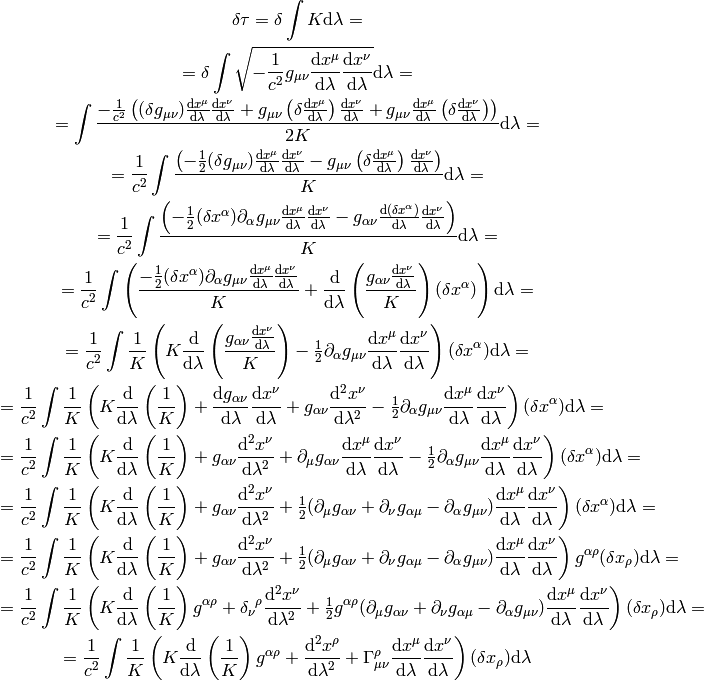 \delta\tau = \delta \int K \mathrm{d}\lambda =
= \delta \int \sqrt{-\frac{1}{c^2} g_{\mu\nu} \frac{\mathrm{d}x^\mu}{\mathrm{d}\lambda} \frac{\mathrm{d}x^\nu}{\mathrm{d}\lambda}} \mathrm{d}\lambda =
= \int \frac{-\frac{1}{c^2} \left( (\delta g_{\mu\nu}) \frac{\mathrm{d}x^\mu}{\mathrm{d}\lambda} \frac{\mathrm{d}x^\nu}{\mathrm{d}\lambda} + g_{\mu\nu} \left( \delta \frac{\mathrm{d}x^\mu}{\mathrm{d}\lambda} \right) \frac{\mathrm{d}x^\nu}{\mathrm{d}\lambda} + g_{\mu\nu} \frac{\mathrm{d}x^\mu}{\mathrm{d}\lambda} \left( \delta \frac{\mathrm{d}x^\nu}{\mathrm{d}\lambda} \right) \right)}{2K} \mathrm{d}\lambda =
= \frac{1}{c^2} \int \frac{\left( -\frac{1}{2} (\delta g_{\mu\nu}) \frac{\mathrm{d}x^\mu}{\mathrm{d}\lambda} \frac{\mathrm{d}x^\nu}{\mathrm{d}\lambda} - g_{\mu\nu} \left( \delta \frac{\mathrm{d}x^\mu}{\mathrm{d}\lambda} \right) \frac{\mathrm{d}x^\nu}{\mathrm{d}\lambda} \right)}{K} \mathrm{d}\lambda =
= \frac{1}{c^2} \int \frac{\left( -\frac{1}{2} (\delta x^\alpha) \partial_\alpha g_{\mu\nu} \frac{\mathrm{d}x^\mu}{\mathrm{d}\lambda} \frac{\mathrm{d}x^\nu}{\mathrm{d}\lambda} - g_{\alpha\nu} \frac{\mathrm{d}(\delta x^\alpha)}{\mathrm{d}\lambda} \frac{\mathrm{d}x^\nu}{\mathrm{d}\lambda} \right)}{K} \mathrm{d}\lambda =
= \frac{1}{c^2} \int \left( \frac{-\frac{1}{2} (\delta x^\alpha) \partial_\alpha g_{\mu\nu} \frac{\mathrm{d}x^\mu}{\mathrm{d}\lambda} \frac{\mathrm{d}x^\nu}{\mathrm{d}\lambda}}{K} + \frac{\mathrm{d}}{\mathrm{d}\lambda} \left( \frac{g_{\alpha\nu} \frac{\mathrm{d}x^\nu}{\mathrm{d}\lambda}}{K} \right) (\delta x^\alpha) \right) \mathrm{d}\lambda =
= \frac{1}{c^2} \int \frac{1}{K} \left( K \frac{\mathrm{d}}{\mathrm{d}\lambda} \left( \frac{g_{\alpha\nu} \frac{\mathrm{d}x^\nu}{\mathrm{d}\lambda}}{K} \right) - \frac{1}{2} \partial_\alpha g_{\mu\nu} \frac{\mathrm{d}x^\mu}{\mathrm{d}\lambda} \frac{\mathrm{d}x^\nu}{\mathrm{d}\lambda} \right) (\delta x^\alpha) \mathrm{d}\lambda =
= \frac{1}{c^2} \int \frac{1}{K} \left( K \frac{\mathrm{d}}{\mathrm{d}\lambda} \left( \frac{1}{K} \right) + \frac{\mathrm{d}g_{\alpha\nu}}{\mathrm{d}\lambda} \frac{\mathrm{d}x^\nu}{\mathrm{d}\lambda} + g_{\alpha\nu} \frac{\mathrm{d}^2x^\nu}{\mathrm{d}\lambda^2} - \frac{1}{2} \partial_\alpha g_{\mu\nu} \frac{\mathrm{d}x^\mu}{\mathrm{d}\lambda} \frac{\mathrm{d}x^\nu}{\mathrm{d}\lambda} \right) (\delta x^\alpha) \mathrm{d}\lambda =
= \frac{1}{c^2} \int \frac{1}{K} \left( K \frac{\mathrm{d}}{\mathrm{d}\lambda} \left( \frac{1}{K} \right) + g_{\alpha\nu} \frac{\mathrm{d}^2x^\nu}{\mathrm{d}\lambda^2} + \partial_\mu g_{\alpha\nu} \frac{\mathrm{d}x^\mu}{\mathrm{d}\lambda} \frac{\mathrm{d}x^\nu}{\mathrm{d}\lambda} - \frac{1}{2} \partial_\alpha g_{\mu\nu} \frac{\mathrm{d}x^\mu}{\mathrm{d}\lambda} \frac{\mathrm{d}x^\nu}{\mathrm{d}\lambda} \right) (\delta x^\alpha) \mathrm{d}\lambda =
= \frac{1}{c^2} \int \frac{1}{K} \left( K \frac{\mathrm{d}}{\mathrm{d}\lambda} \left( \frac{1}{K} \right) + g_{\alpha\nu} \frac{\mathrm{d}^2x^\nu}{\mathrm{d}\lambda^2} + \frac{1}{2} (\partial_\mu g_{\alpha\nu} + \partial_\nu g_{\alpha\mu} - \partial_\alpha g_{\mu\nu}) \frac{\mathrm{d}x^\mu}{\mathrm{d}\lambda} \frac{\mathrm{d}x^\nu}{\mathrm{d}\lambda} \right) (\delta x^\alpha) \mathrm{d}\lambda =
= \frac{1}{c^2} \int \frac{1}{K} \left( K \frac{\mathrm{d}}{\mathrm{d}\lambda} \left( \frac{1}{K} \right) + g_{\alpha\nu} \frac{\mathrm{d}^2x^\nu}{\mathrm{d}\lambda^2} + \frac{1}{2} (\partial_\mu g_{\alpha\nu} + \partial_\nu g_{\alpha\mu} - \partial_\alpha g_{\mu\nu}) \frac{\mathrm{d}x^\mu}{\mathrm{d}\lambda} \frac{\mathrm{d}x^\nu}{\mathrm{d}\lambda} \right) g^{\alpha\rho} (\delta x_\rho) \mathrm{d}\lambda =
= \frac{1}{c^2} \int \frac{1}{K} \left( K \frac{\mathrm{d}}{\mathrm{d}\lambda} \left( \frac{1}{K} \right) g^{\alpha\rho} + \delta_\nu{}^\rho \frac{\mathrm{d}^2x^\nu}{\mathrm{d}\lambda^2} + \frac{1}{2} g^{\alpha\rho} (\partial_\mu g_{\alpha\nu} + \partial_\nu g_{\alpha\mu} - \partial_\alpha g_{\mu\nu}) \frac{\mathrm{d}x^\mu}{\mathrm{d}\lambda} \frac{\mathrm{d}x^\nu}{\mathrm{d}\lambda} \right) (\delta x_\rho) \mathrm{d}\lambda =
= \frac{1}{c^2} \int \frac{1}{K} \left( K \frac{\mathrm{d}}{\mathrm{d}\lambda} \left( \frac{1}{K} \right) g^{\alpha\rho} + \frac{\mathrm{d}^2x^\rho}{\mathrm{d}\lambda^2} + \Gamma^\rho_{\mu\nu} \frac{\mathrm{d}x^\mu}{\mathrm{d}\lambda} \frac{\mathrm{d}x^\nu}{\mathrm{d}\lambda} \right) (\delta x_\rho) \mathrm{d}\lambda